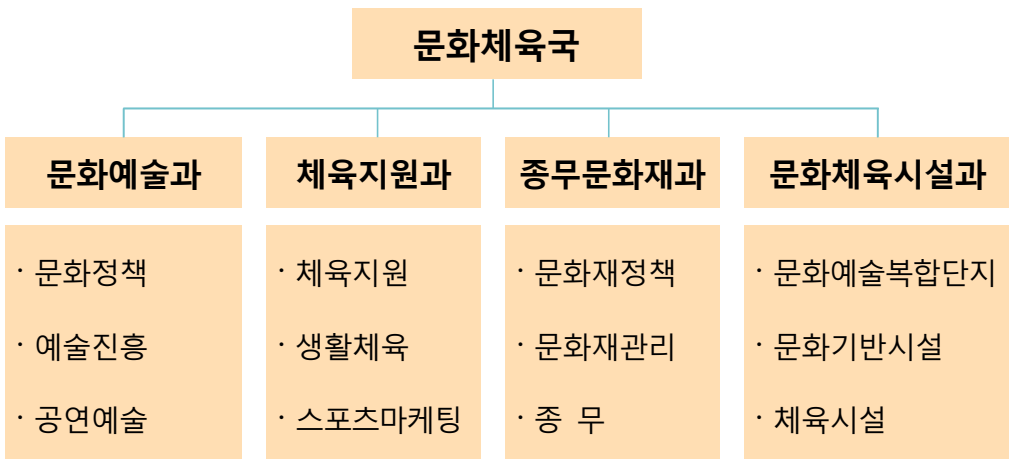 문화체육국
문화예술과
체육지원과
종무문화재과
문화체육시설과
· 문화정책
· 예술진흥
· 공연예술
· 체육지원
· 생활체육
· 스포츠마케팅
· 문화재정책
· 문화재관리
· 종 무
· 문화예술복합단지
· 문화기반시설
· 체육시설